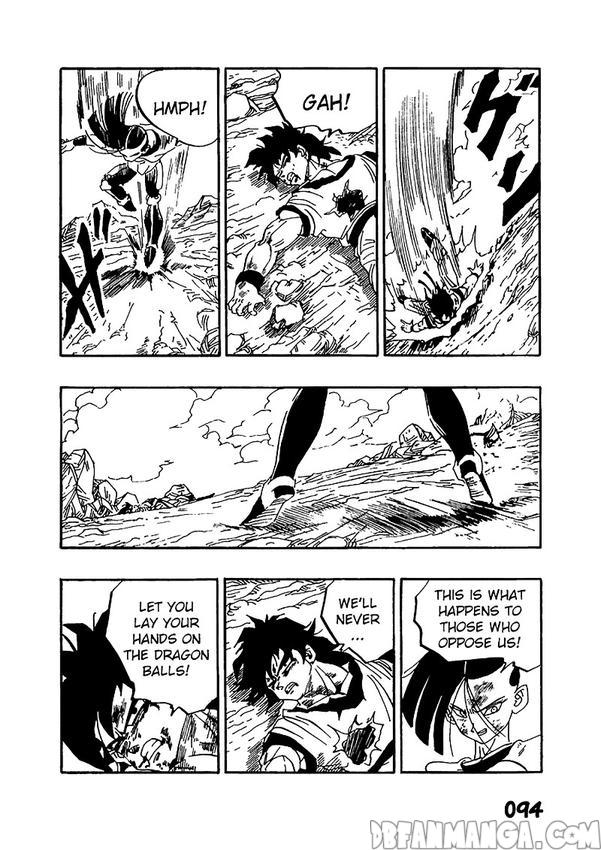 GAH!
HMPH!
THIS IS WHAT
HAPPENS TO
THOSE WHO
OPPOSE US!
WE'LL
NEVER
...
LET YOU
LAY YOUR
HANDS ON
THE DRAGON
BALLS!
094
DBFANMANGA.COM